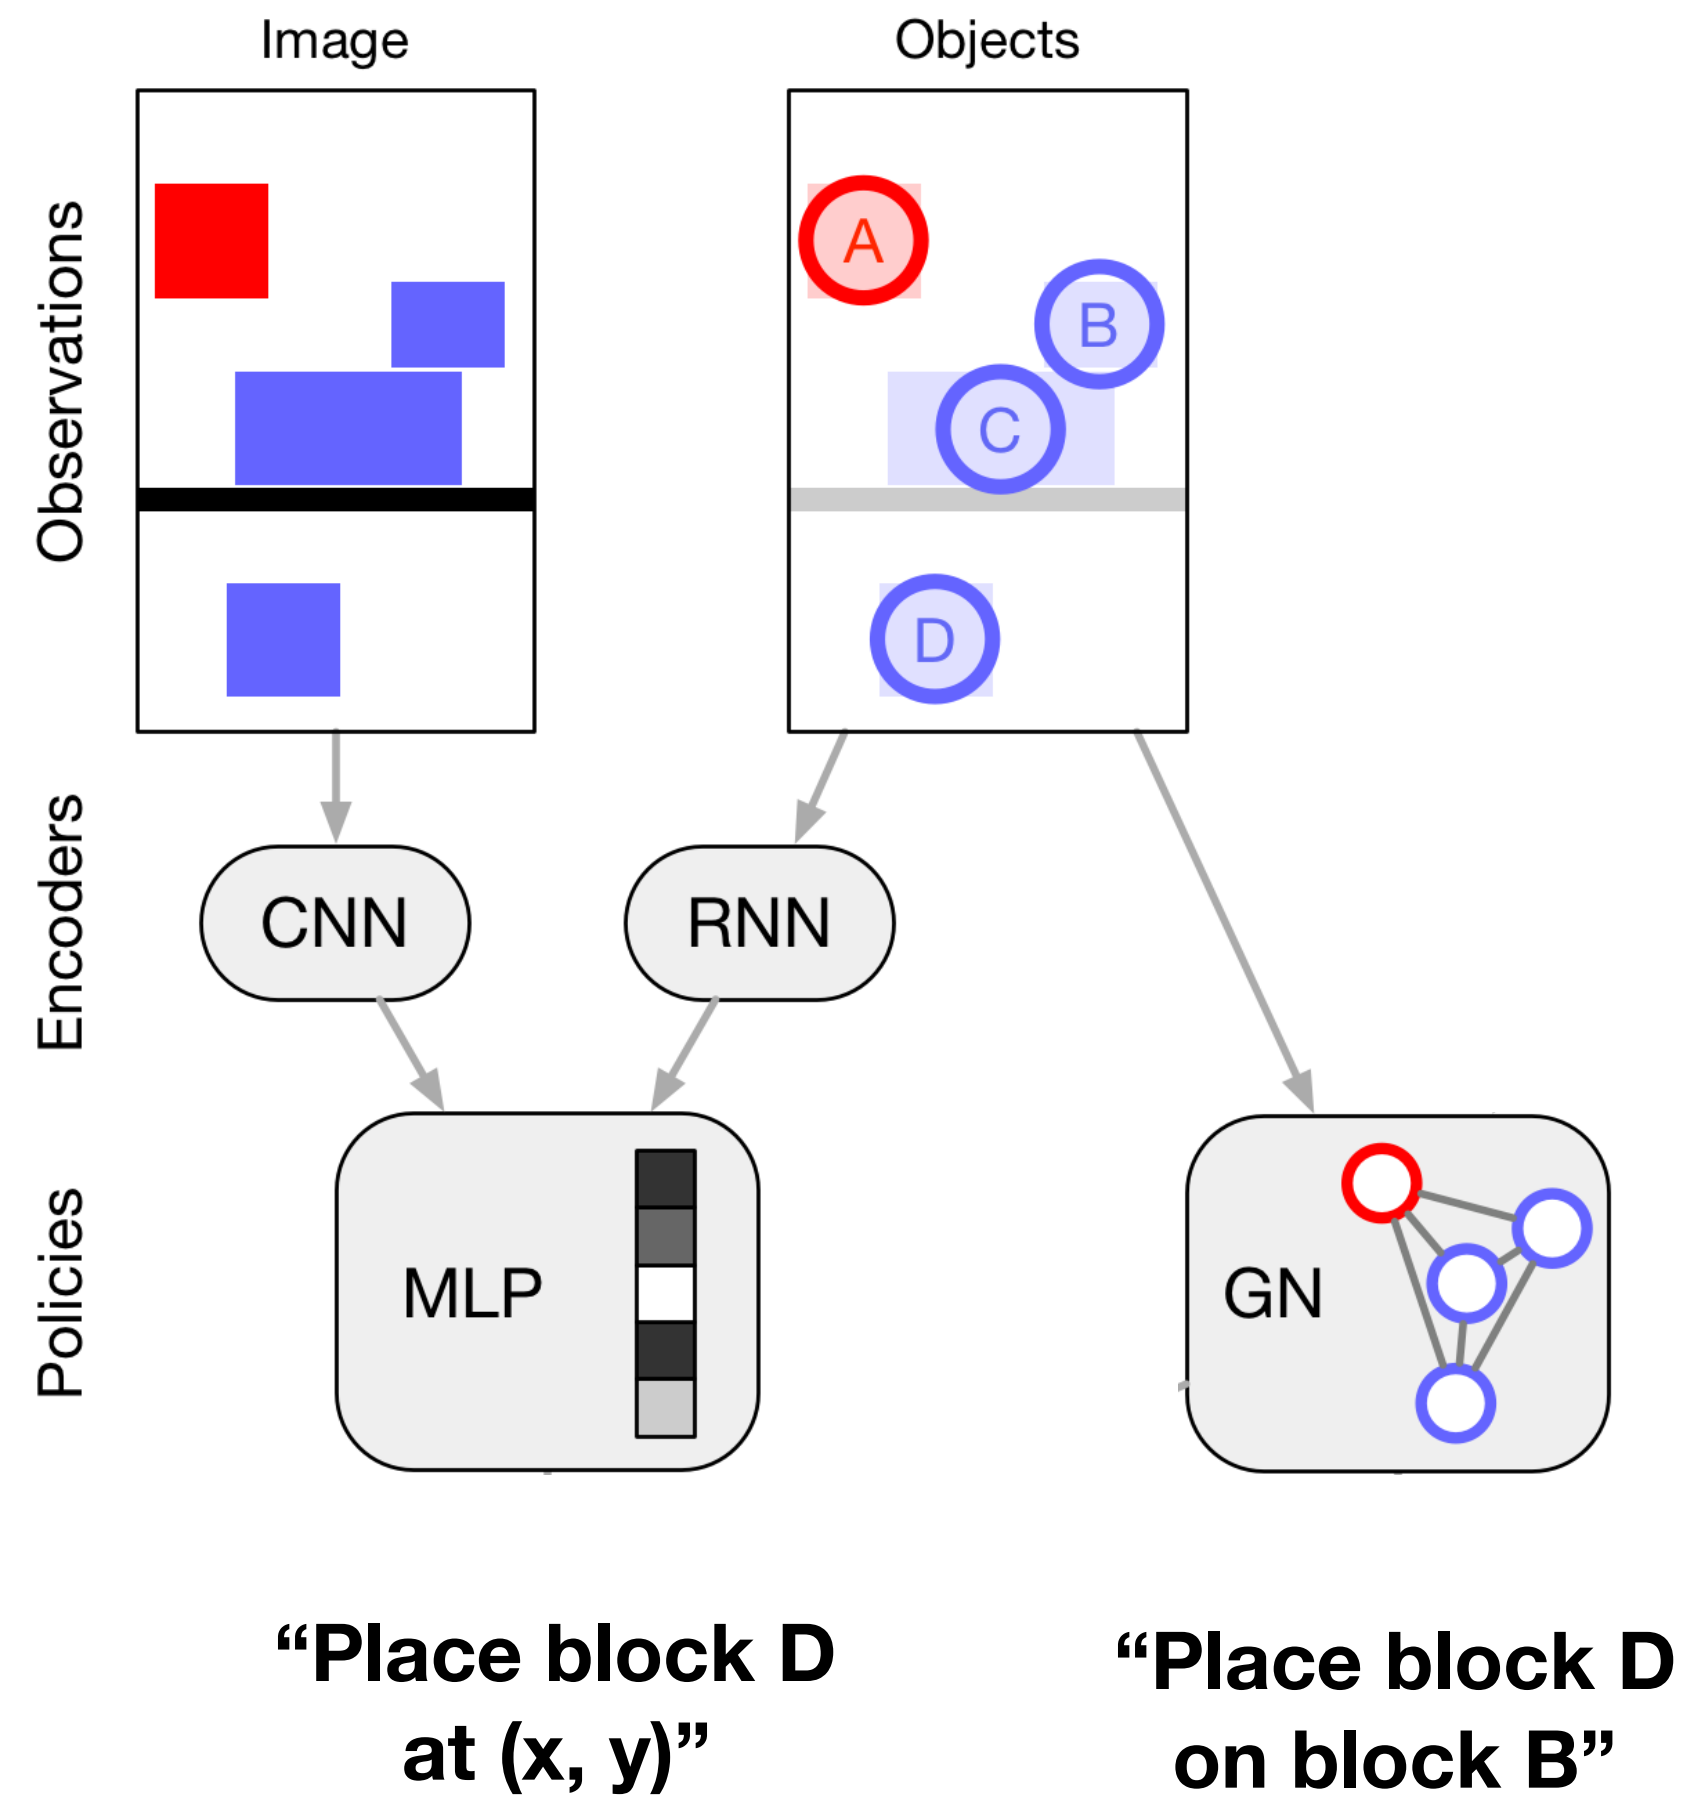 Image
Objects
Observations
A
B
C
D
Encoders
CNN
RNN
Policies
MLP
GN
“Place block D
at (x, y)”
“Place block D
on block B”